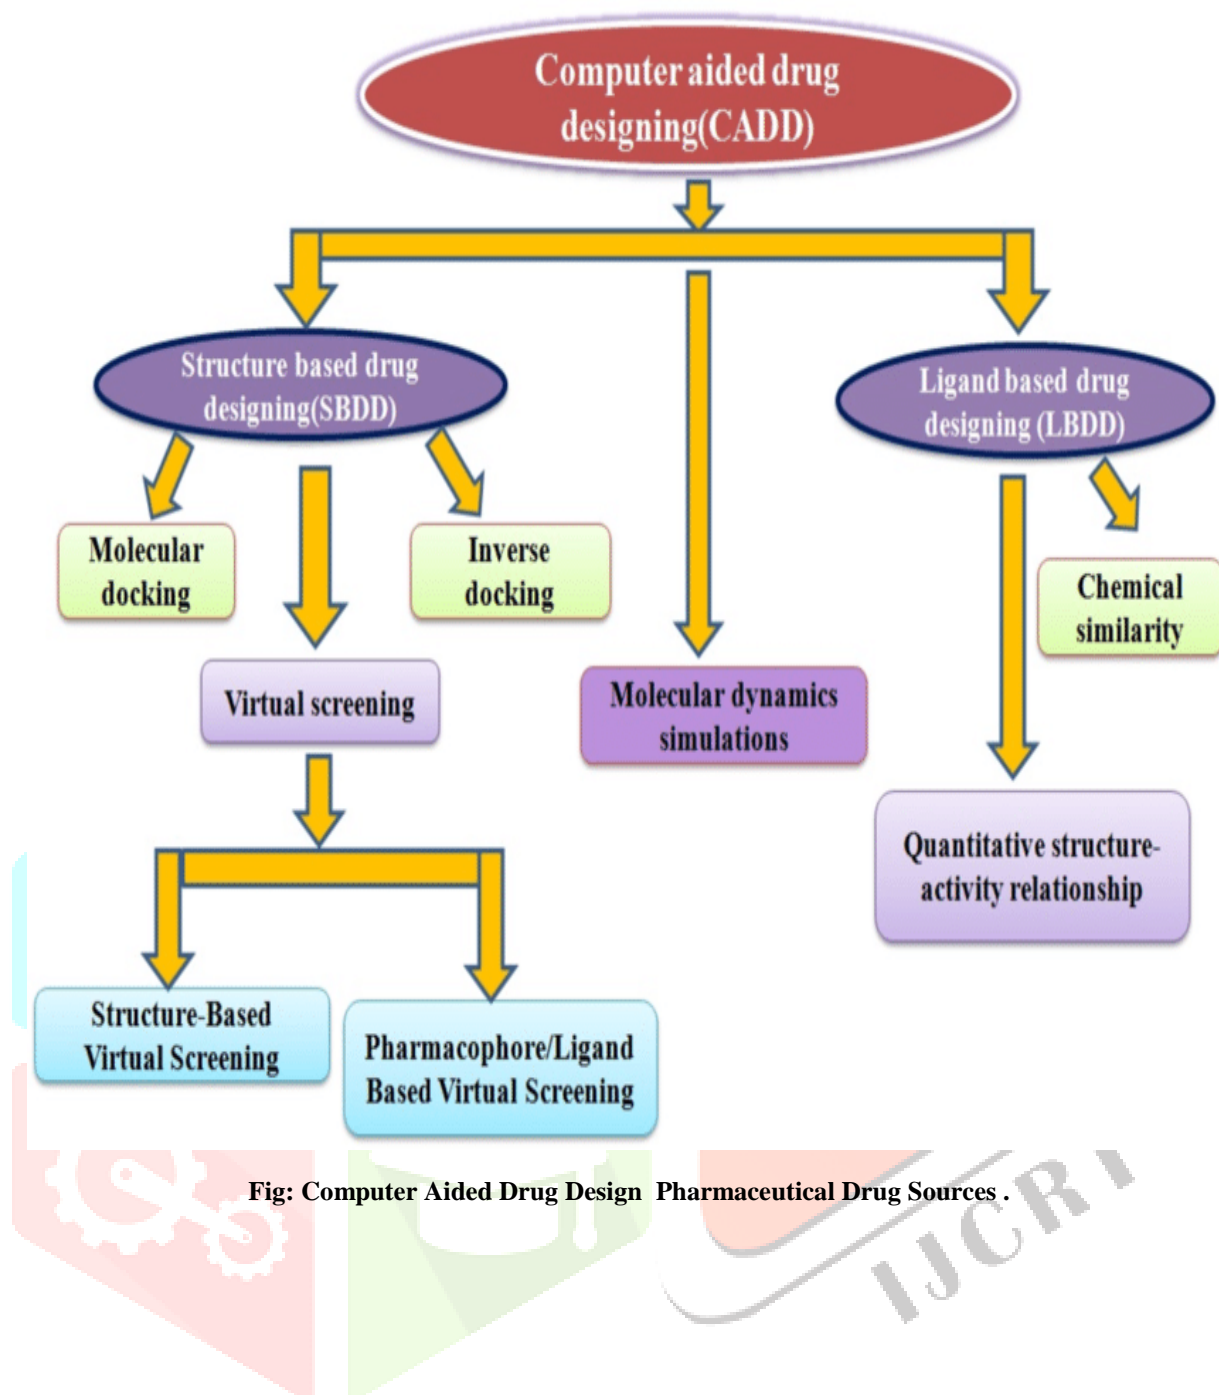 Computer aided drug
designing(CADD)
Structure based drug
designing(SBDD)
Ligand based drug
designing (LBDD)
Molecular
docking
Inverse
docking
Chemical
similarity
Virtual screening
Molecular dynamics
simulations
Quantitative structure-
activity relationship
Structure-Based
Virtual Screening
Pharmacophore/Ligand
Based Virtual Screening
Fig: Computer Aided Drug Design  Pharmaceutical Drug Sources .
IJCRT